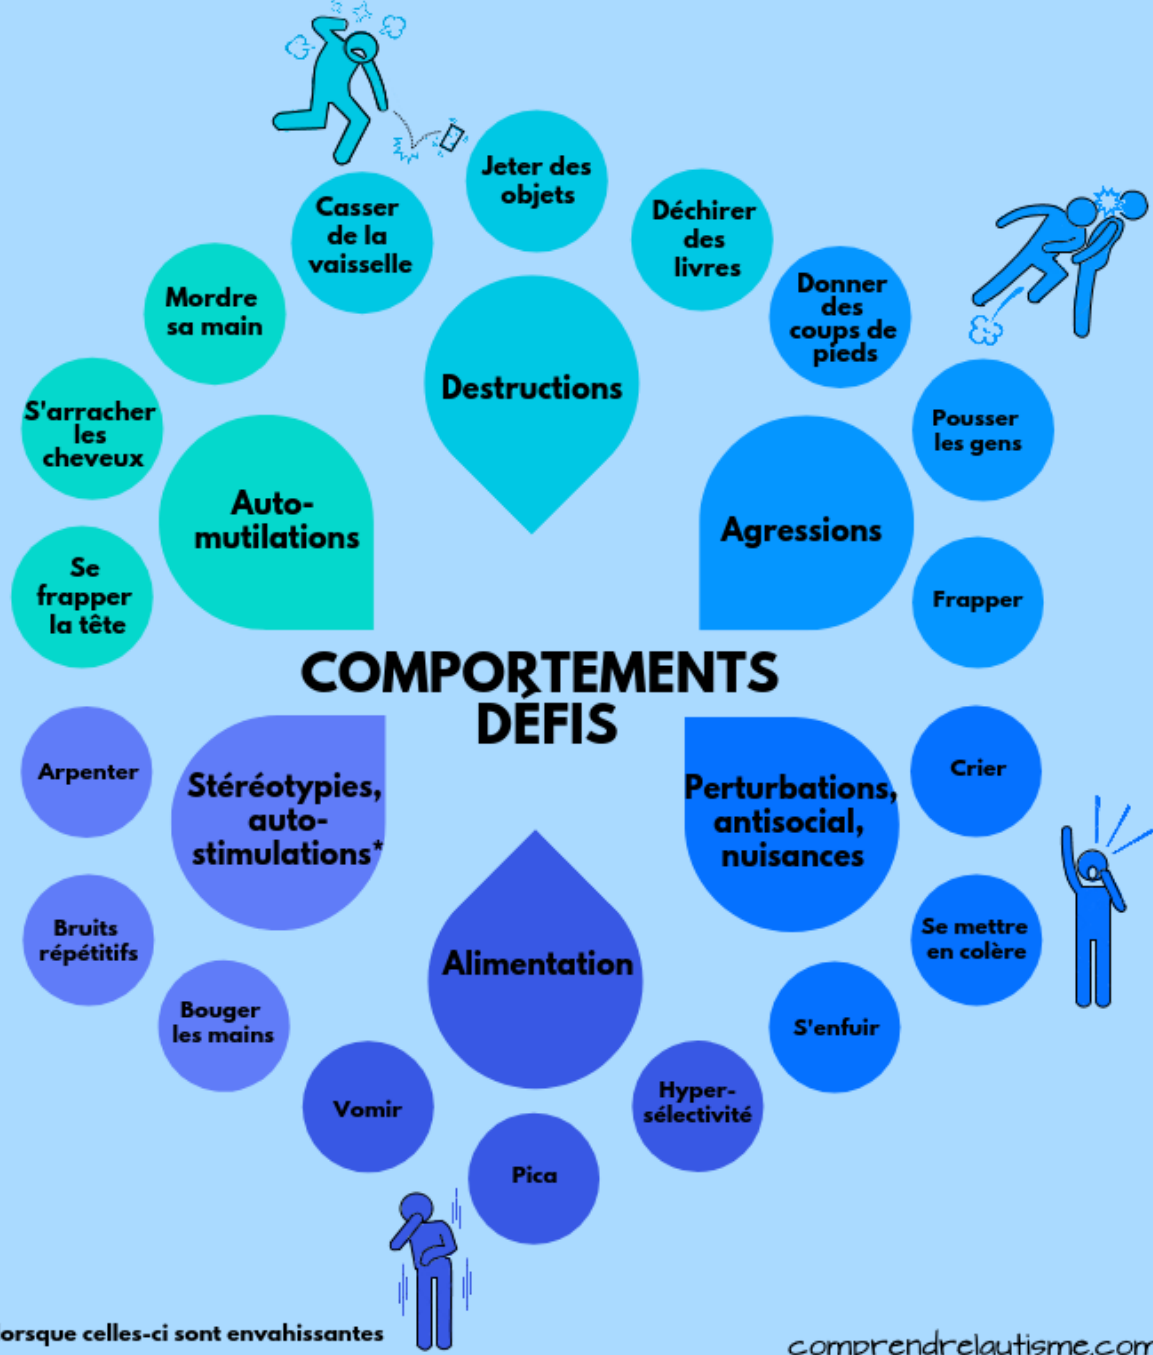 Jeter des
objets
Casser
de la
vaisselle
Déchirer
des
livres
Mordre
sa main
Donner
des
coups de
pieds
S'arracher
les
cheveux
Destructions
Pousser
les gens
Auto-
mutilations
Agressions
Se
frapper
la tête
Frapper
COMPORTEMENTS
DÉFIS
Arpenter
Stéréotypies,
auto-
stimulations*
Perturbations,
antisocial,
nuisances
Crier
Bruits
répétitifs
Alimentation
Se mettre
en colère
Bouger
les mains
S'enfuir
Vomir
Hyper-
sélectivité
Pica
lorsque celles-ci sont envahissantes
comprendrelautisme.com